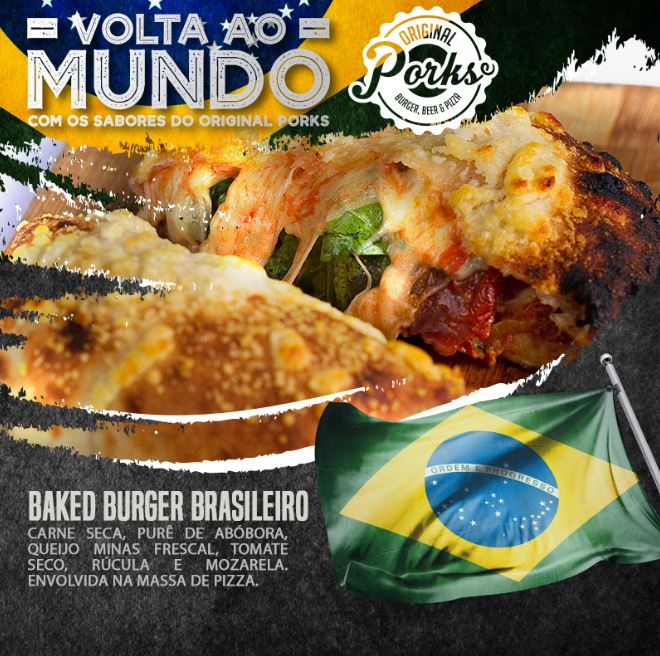 VOLTA AO
MUNDO
COM OS SABORES DO ORIGINAL PORKS
ORIGINAL
Porks
BURGER, BEER & PIZZA
ORDEM E PROGRESSO
BAKED BURGER BRASILEIRO
CARNE SECA, PURÊ DE ABÓBORA,
QUEIJO MINAS FRESCAL, TOMATE
SECO, RÚCULA E MOZARELA.
ENVOLVIDA NA MASSA DE PIZZA.